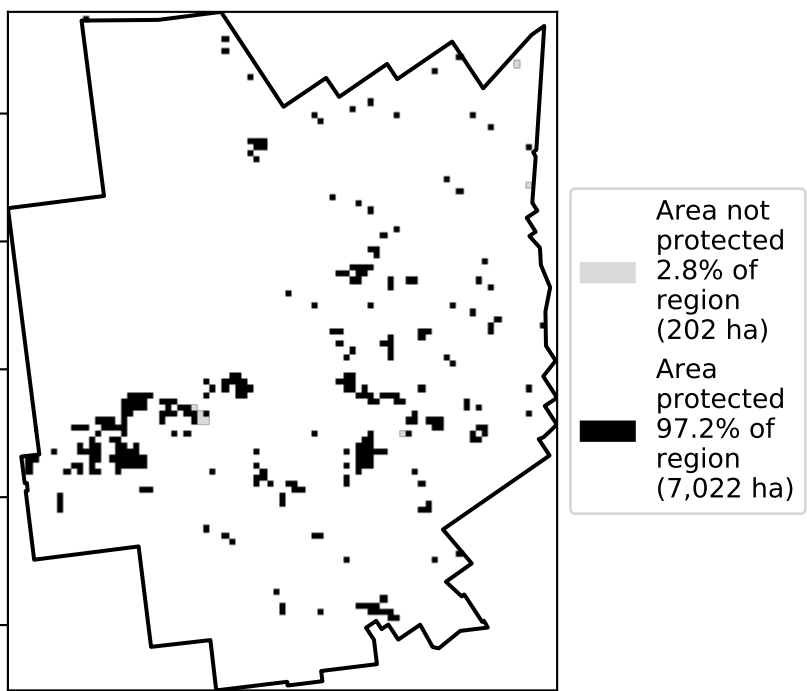 Area not
protected
2.8% of
region
(202 ha)
Area
protected
97.2% of
region
(7,022 ha)